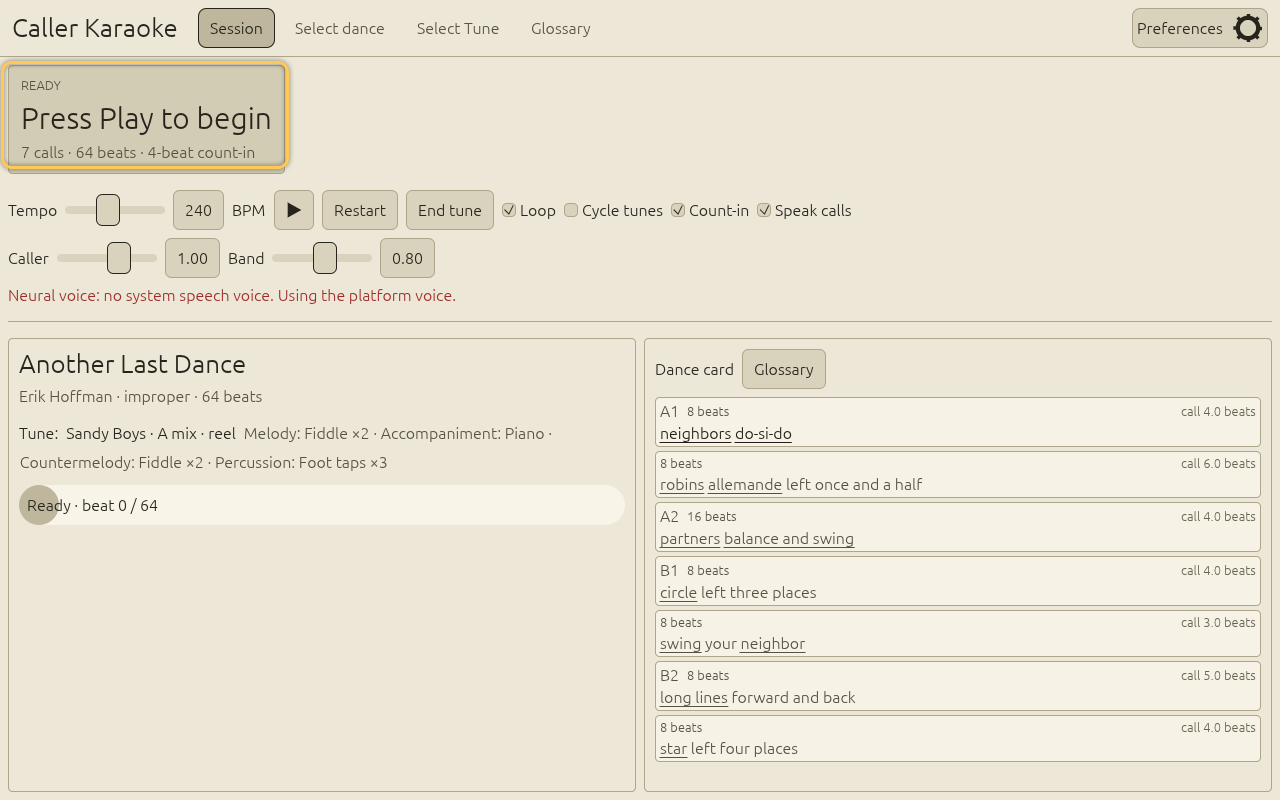 Caller Karaoke Session Select dance Select Tune Glossary Preferences
READY
Press Play to begin
7 calls · 64 beats · 4-beat count-in
Tempo 240 BPM Restart End tune Loop Cycle tunes Count-in Speak calls
Caller 1.00 Band 0.80
Neural voice: no system speech voice. Using the platform voice.
Another Last Dance
Erik Hoffman · improper · 64 beats
Tune: Sandy Boys · A mix · reel Melody: Fiddle ×2 · Accompaniment: Piano ·
Countermelody: Fiddle ×2 · Percussion: Foot taps ×3
Ready · beat 0 / 64
Dance card Glossary
A1 8 beats call 4.0 beats
neighbors do-si-do
8 beats call 6.0 beats
robins allemande left once and a half
A2 16 beats call 4.0 beats
partners balance and swing
B1 8 beats call 4.0 beats
circle left three places
8 beats call 3.0 beats
swing your neighbor
B2 8 beats call 5.0 beats
long lines forward and back
8 beats call 4.0 beats
star left four places